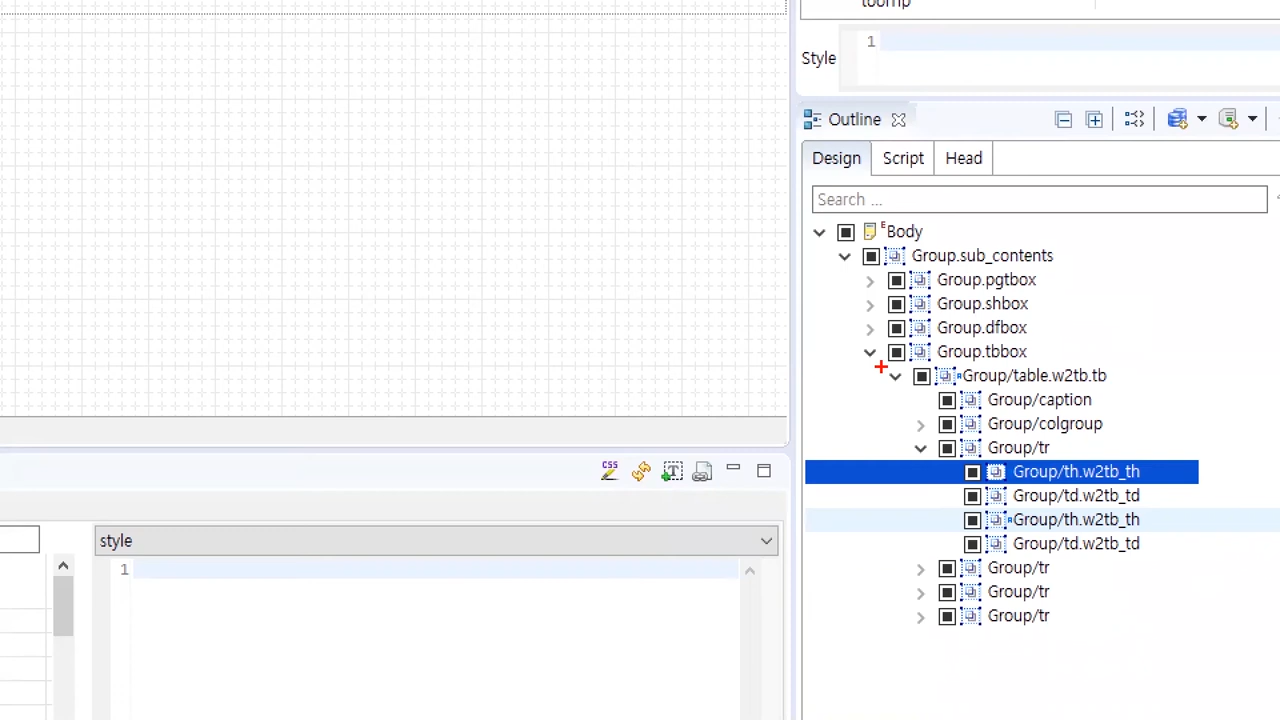 1
Style
Outline
Design Script Head
Search ...
E Body
Group.sub_contents
Group.pgtbox
Group.shbox
Group.dfbox
Group.tbbox
Group/table.w2tb.tb
Group/caption
Group/colgroup
Group/tr
Group/th.w2tb_th
Group/td.w2tb_td
Group/th.w2tb_th
Group/td.w2tb_td
Group/tr
Group/tr
Group/tr
CSS
style
1